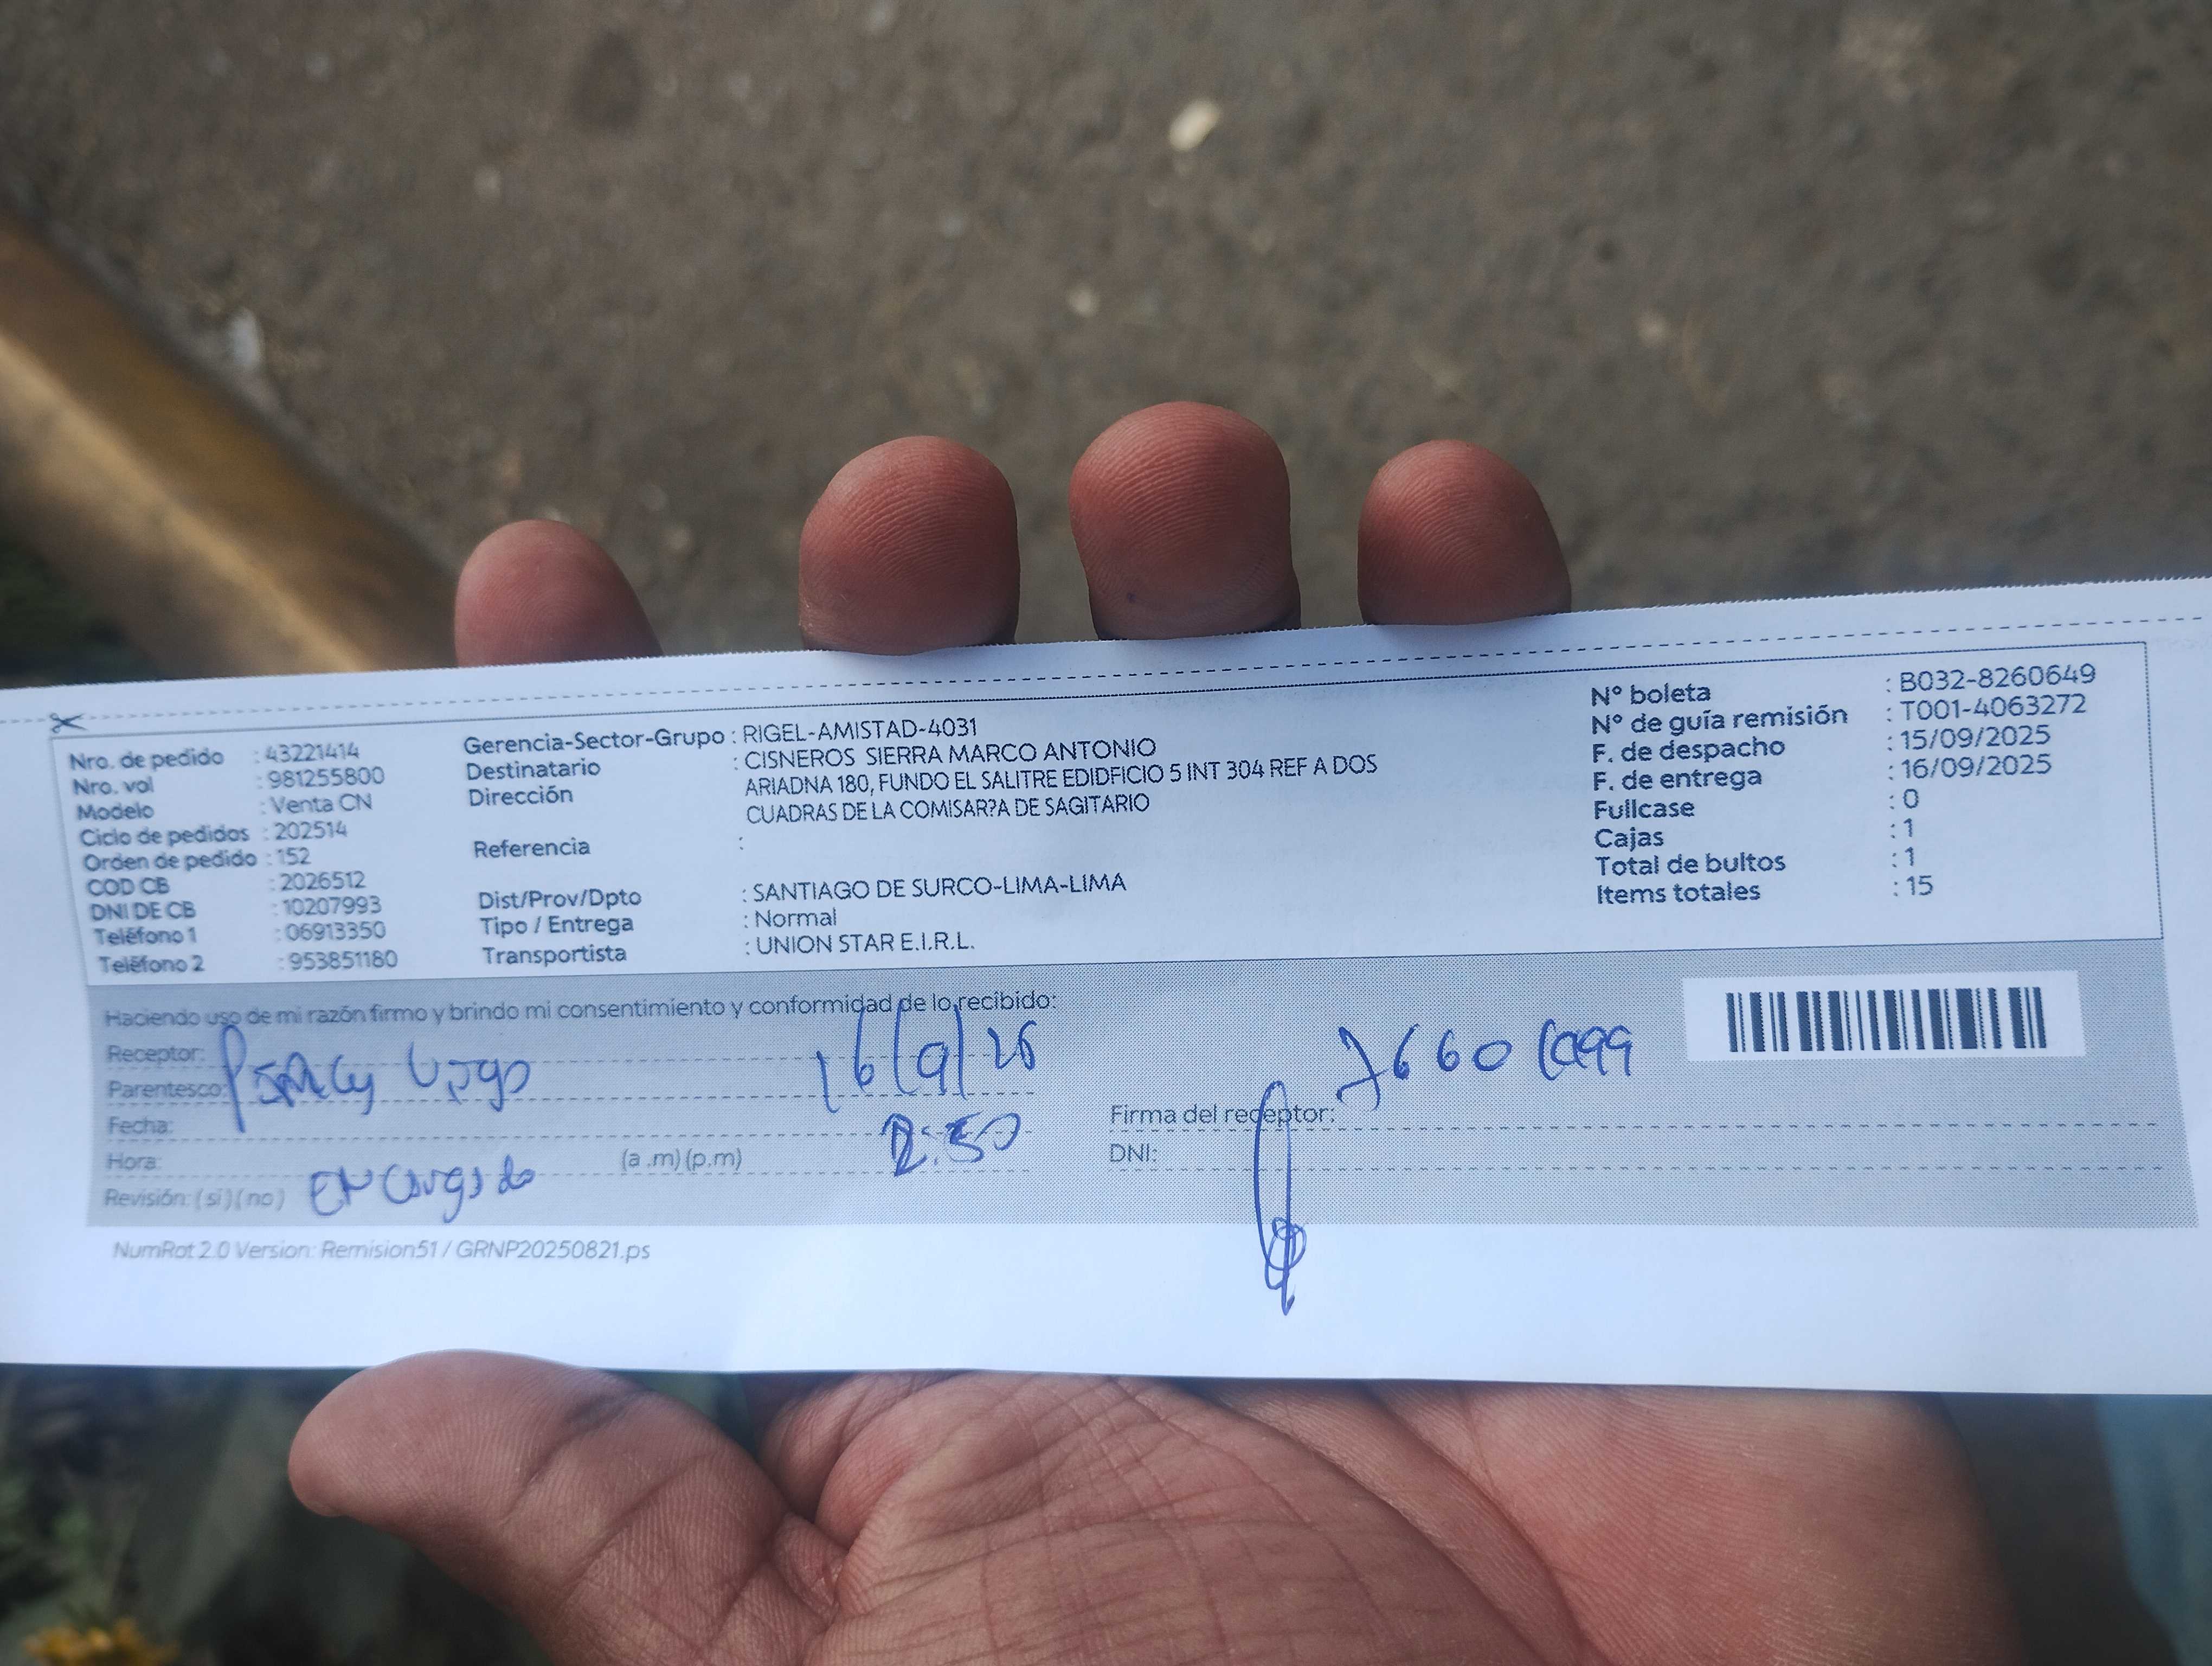 Nro. de pedido : 43221414
Nro. vol : 981255800
Modelo : Venta CN
Ciclo de pedidos : 202514
Orden de pedido : 152
COD CB : 2026512
DNI DE CB : 10207993
Teléfono 1 : 06913350
Teléfono 2 : 953851180
Gerencia-Sector-Grupo : RIGEL-AMISTAD-4031
Destinatario : CISNEROS SIERRA MARCO ANTONIO
Dirección ARIADNA 180, FUNDO EL SALITRE EDIDFICIO 5 INT 304 REF A DOS
CUADRAS DE LA COMISAR?A DE SAGITARIO
Referencia :
Dist/Prov/Dpto : SANTIAGO DE SURCO-LIMA-LIMA
Tipo / Entrega : Normal
Transportista : UNION STAR E.I.R.L.
N° boleta : B032-8260649
N° de guía remisión : T001-4063272
F. de despacho : 15/09/2025
F. de entrega : 16/09/2025
Fullcase : 0
Cajas : 1
Total de bultos : 1
Items totales : 15
Haciendo uso de mi razón firmo y brindo mi consentimiento y conformidad de lo recibido:
Receptor:
Parentesco:
Fecha: 16/9/25
Hora: (a .m) (p.m)
Revisión: (si) (no) ENcargado
Firma del receptor:
DNI:
NumRot 2.0 Version: Remision51 / GRNP20250821.ps